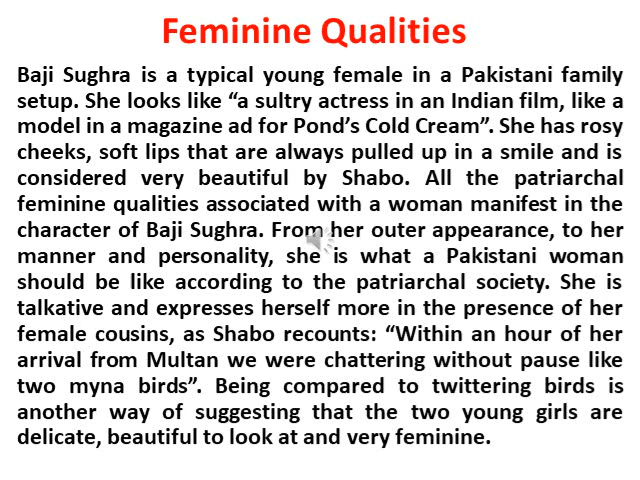 Feminine Qualities
Baji Sughra is a typical young female in a Pakistani family
setup. She looks like “a sultry actress in an Indian film, like a
model in a magazine ad for Pond’s Cold Cream”. She has rosy
cheeks, soft lips that are always pulled up in a smile and is
considered very beautiful by Shabo. All the patriarchal
feminine qualities associated with a woman manifest in the
character of Baji Sughra. From her outer appearance, to her
manner and personality, she is what a Pakistani woman
should be like according to the patriarchal society. She is
talkative and expresses herself more in the presence of her
female cousins, as Shabo recounts: “Within an hour of her
arrival from Multan we were chattering without pause like
two myna birds”. Being compared to twittering birds is
another way of suggesting that the two young girls are
delicate, beautiful to look at and very feminine.